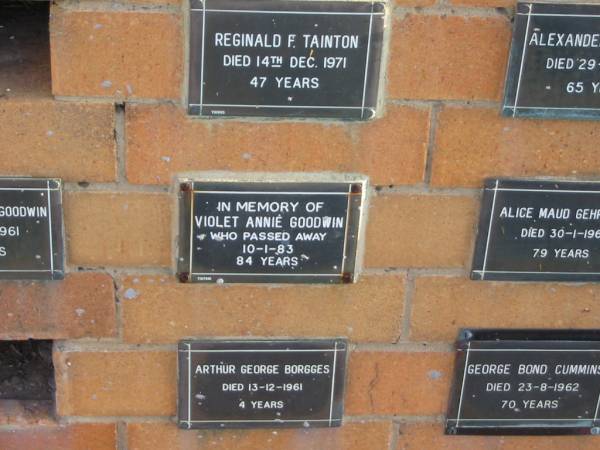 REGINALD F. TAINTON
DIED 14TH DEC. 1971
47 YEARS
ALEXANDE
DIED 29-
65 Y
GOODWIN
961
S
IN MEMORY OF
VIOLET ANNIE GOODWIN
WHO PASSED AWAY
10-1-83
84 YEARS
ALICE MAUD GEHR
DIED 30-1-196
79 YEARS
ARTHUR GEORGE BORGGES
DIED 13-12-1961
4 YEARS
GEORGE BOND CUMMINS
DIED 23-8-1962
70 YEARS